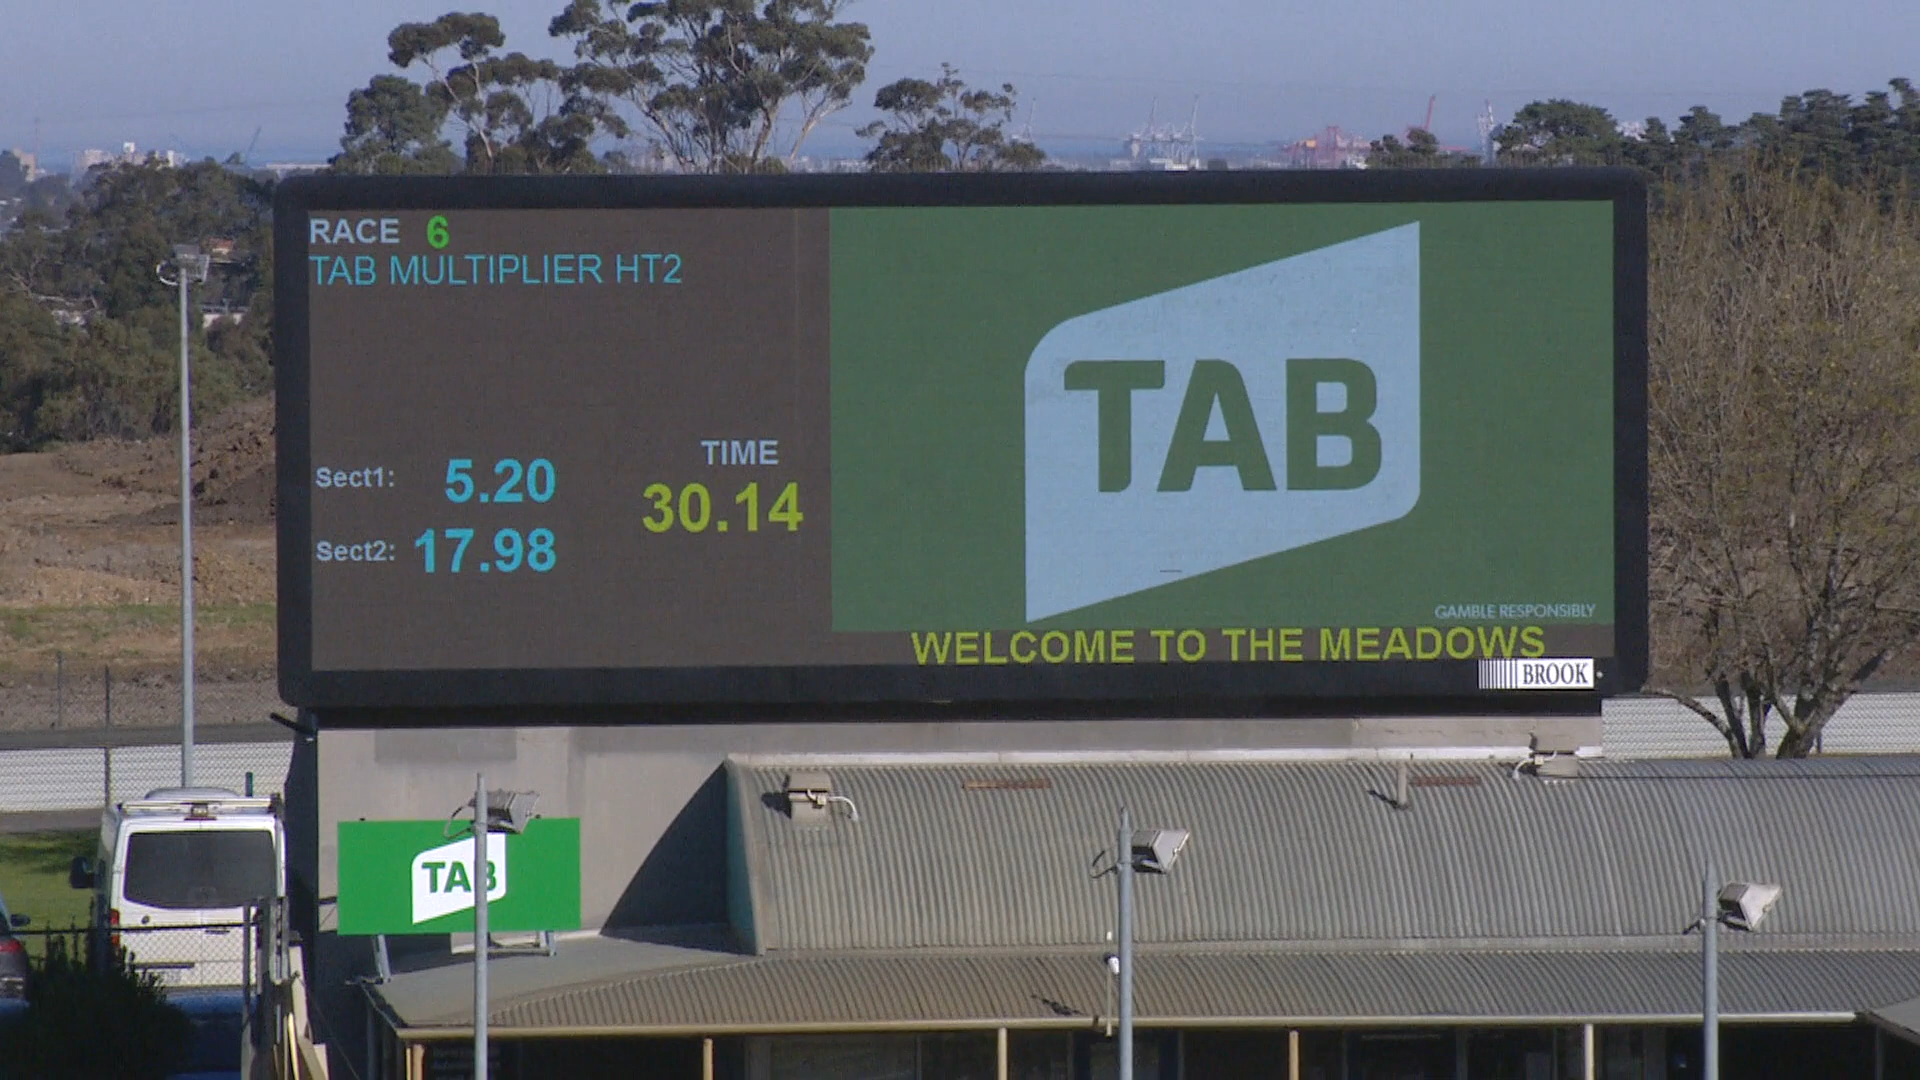 RACE 6
TAB MULTIPLIER HT2
TIME
Sect1: 5.20
30.14
Sect2: 17.98
TAB
GAMBLE RESPONSIBLY
WELCOME TO THE MEADOWS
BROOK
TAB